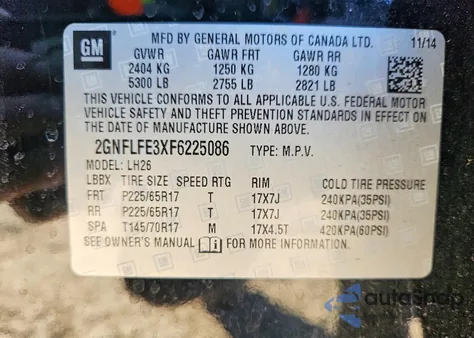 GM
MFD BY GENERAL MOTORS OF CANADA LTD. 11/14
GVWR GAWR FRT GAWR RR
2404 KG 1250 KG 1280 KG
5300 LB 2755 LB 2821 LB
THIS VEHICLE CONFORMS TO ALL APPLICABLE U.S. FEDERAL MOTOR
VEHICLE SAFETY, BUMPER, AND THEFT PREVENTION STANDARDS IN EFFECT ON
THE DATE OF MANUFACTURE SHOWN ABOVE.
2GNFLFE3XF6225086 TYPE: M.P.V.
MODEL: LH26
LBBX TIRE SIZE SPEED RTG RIM COLD TIRE PRESSURE
FRT P225/65R17 T 17X7J 240KPA(35PSI)
RR P225/65R17 T 17X7J 240KPA(35PSI)
SPA T145/70R17 M 17X4.5T 420KPA(60PSI)
SEE OWNER'S MANUAL FOR MORE INFORMATION
autosnap